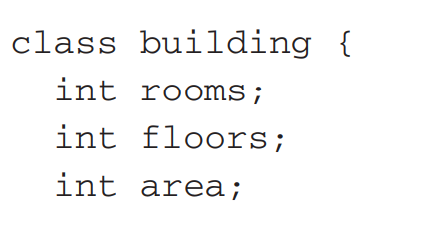 class building {
int rooms;
int floors;
int area;